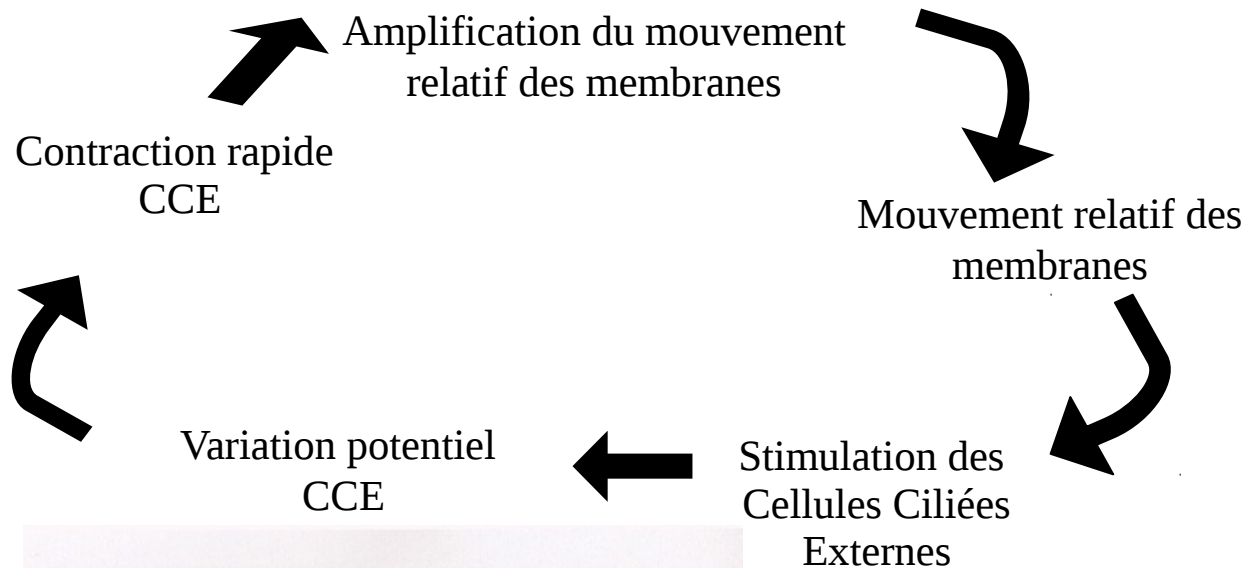 Amplification du mouvement
relatif des membranes
Contraction rapide
CCE
Mouvement relatif des
membranes
Variation potentiel
CCE
Stimulation des
Cellules Ciliées
Externes